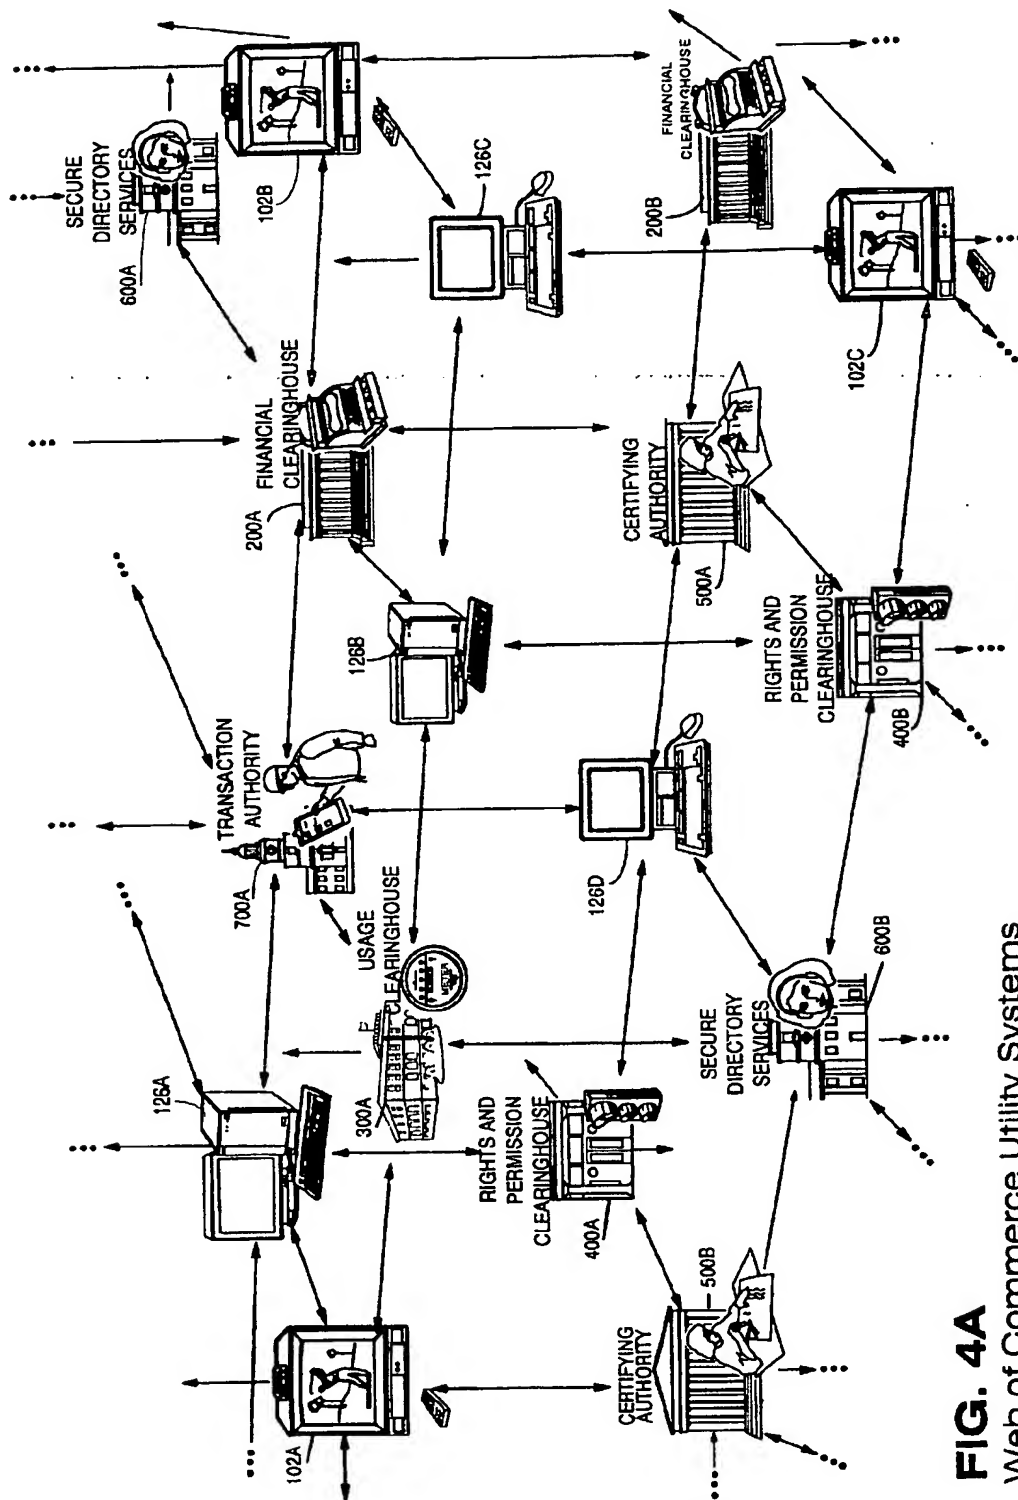 126A
102A
300A
USAGE
CLEARINGHOUSE
METER
RIGHTS AND
PERMISSION
CLEARINGHOUSE
400A
CERTIFYING
AUTHORITY
500B
TRANSACTION
AUTHORITY
700A
126B
126D
SECURE
DIRECTORY
SERVICES
600B
FINANCIAL
CLEARINGHOUSE
200A
CERTIFYING
AUTHORITY
500A
RIGHTS AND
PERMISSION
CLEARINGHOUSE
400B
SECURE
DIRECTORY
SERVICES
600A
102B
126C
FINANCIAL
CLEARINGHOUSE
200B
102C
FIG. 4A
Web of Commerce Utility Systems